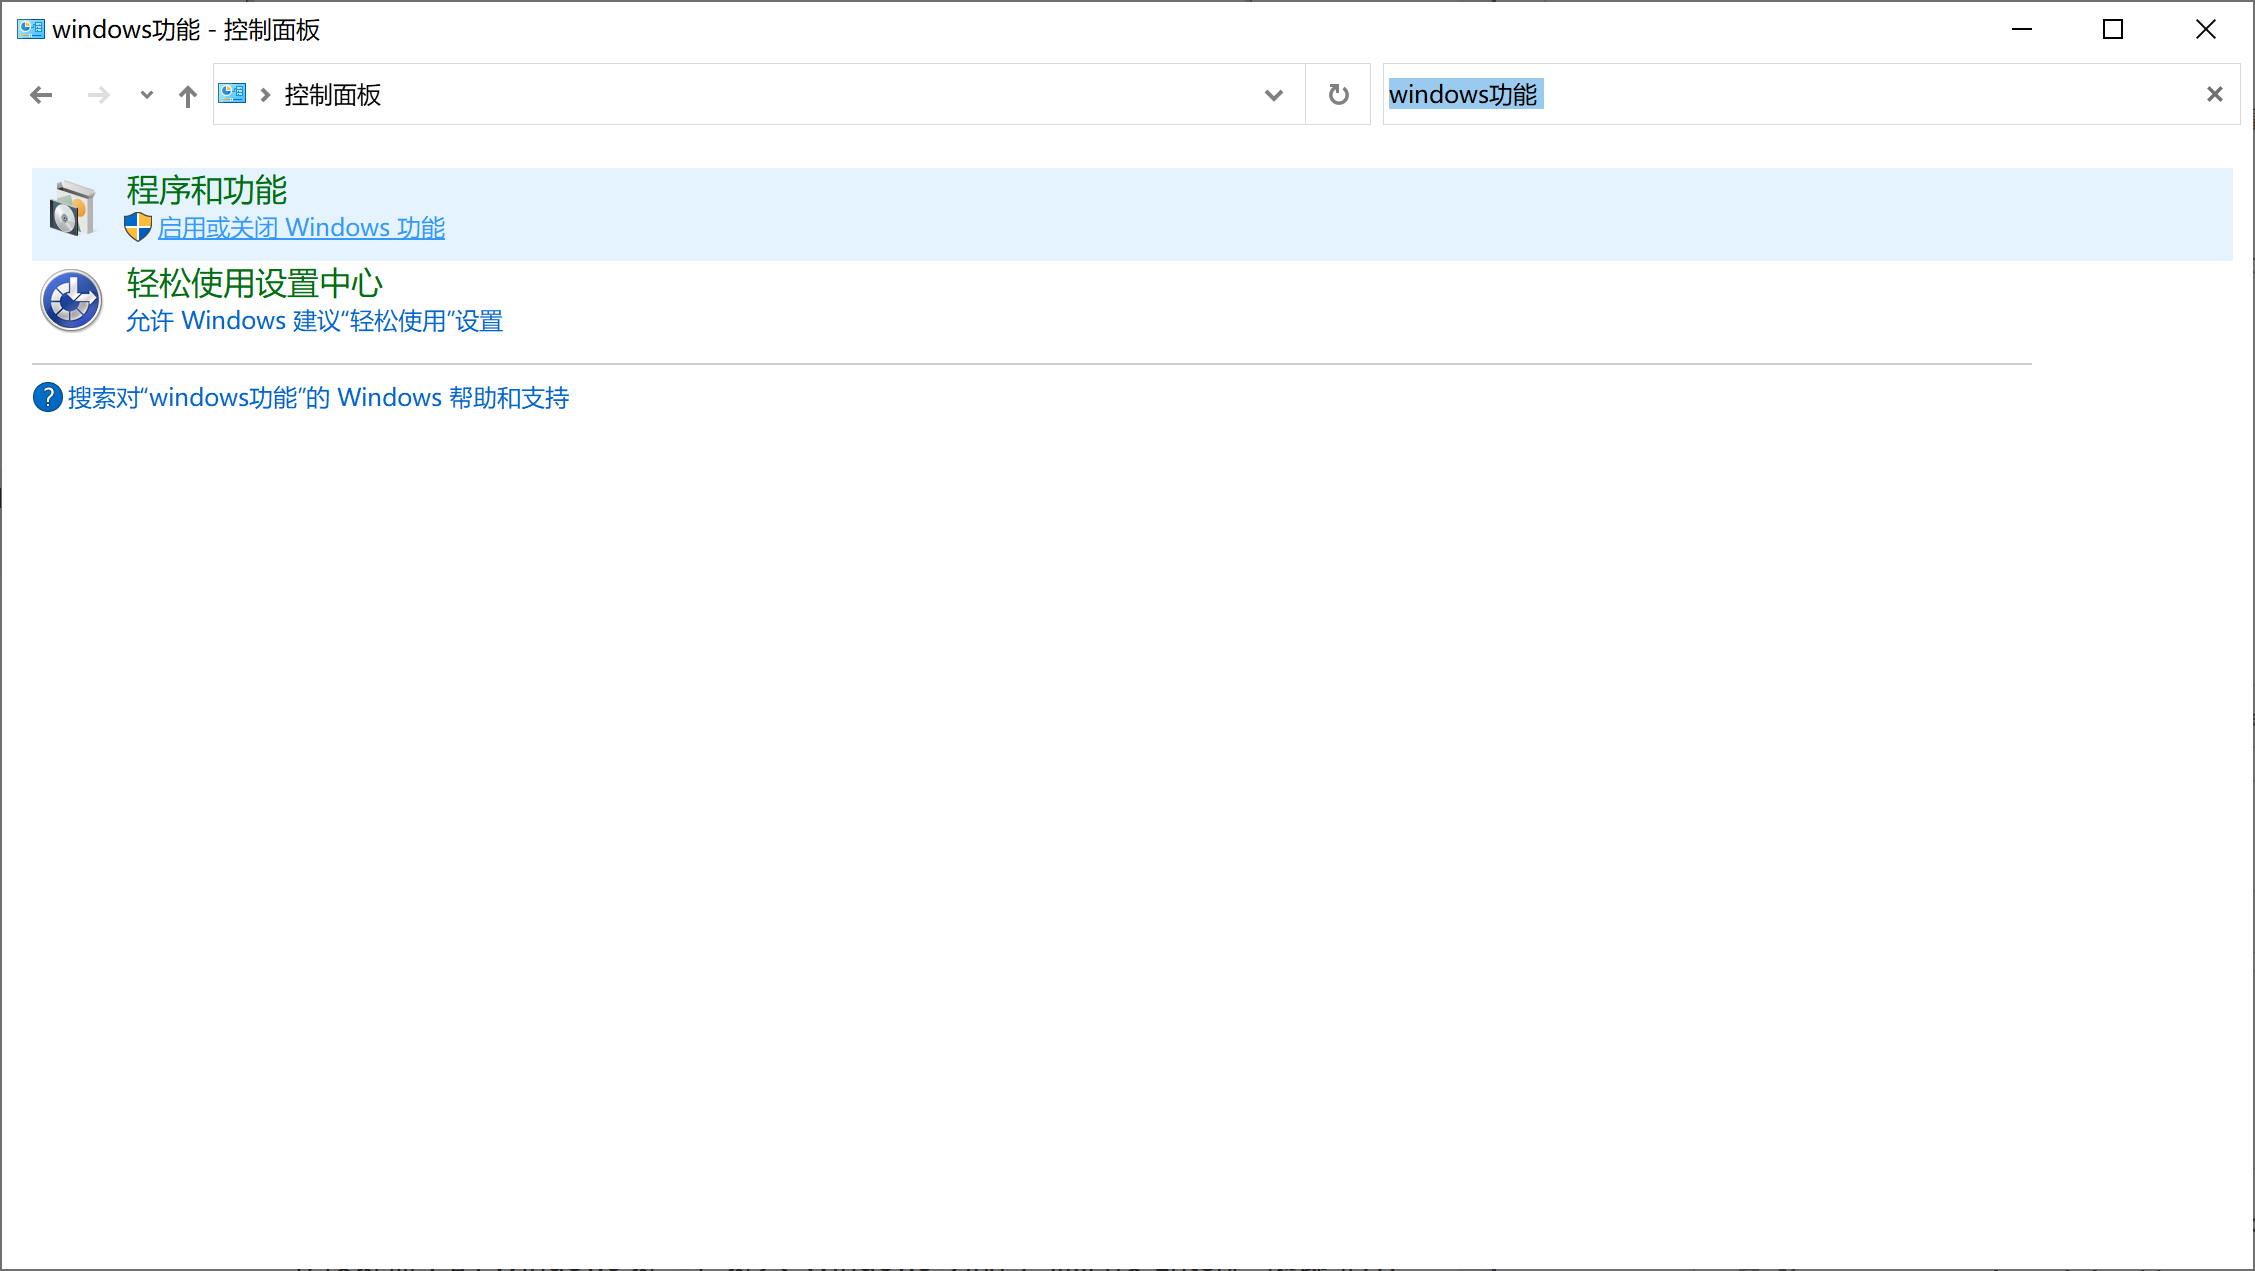 windows功能 - 控制面板
控制面板
windows功能
程序和功能
启用或关闭 Windows 功能
轻松使用设置中心
允许 Windows 建议“轻松使用”设置
搜索对“windows功能”的 Windows 帮助和支持